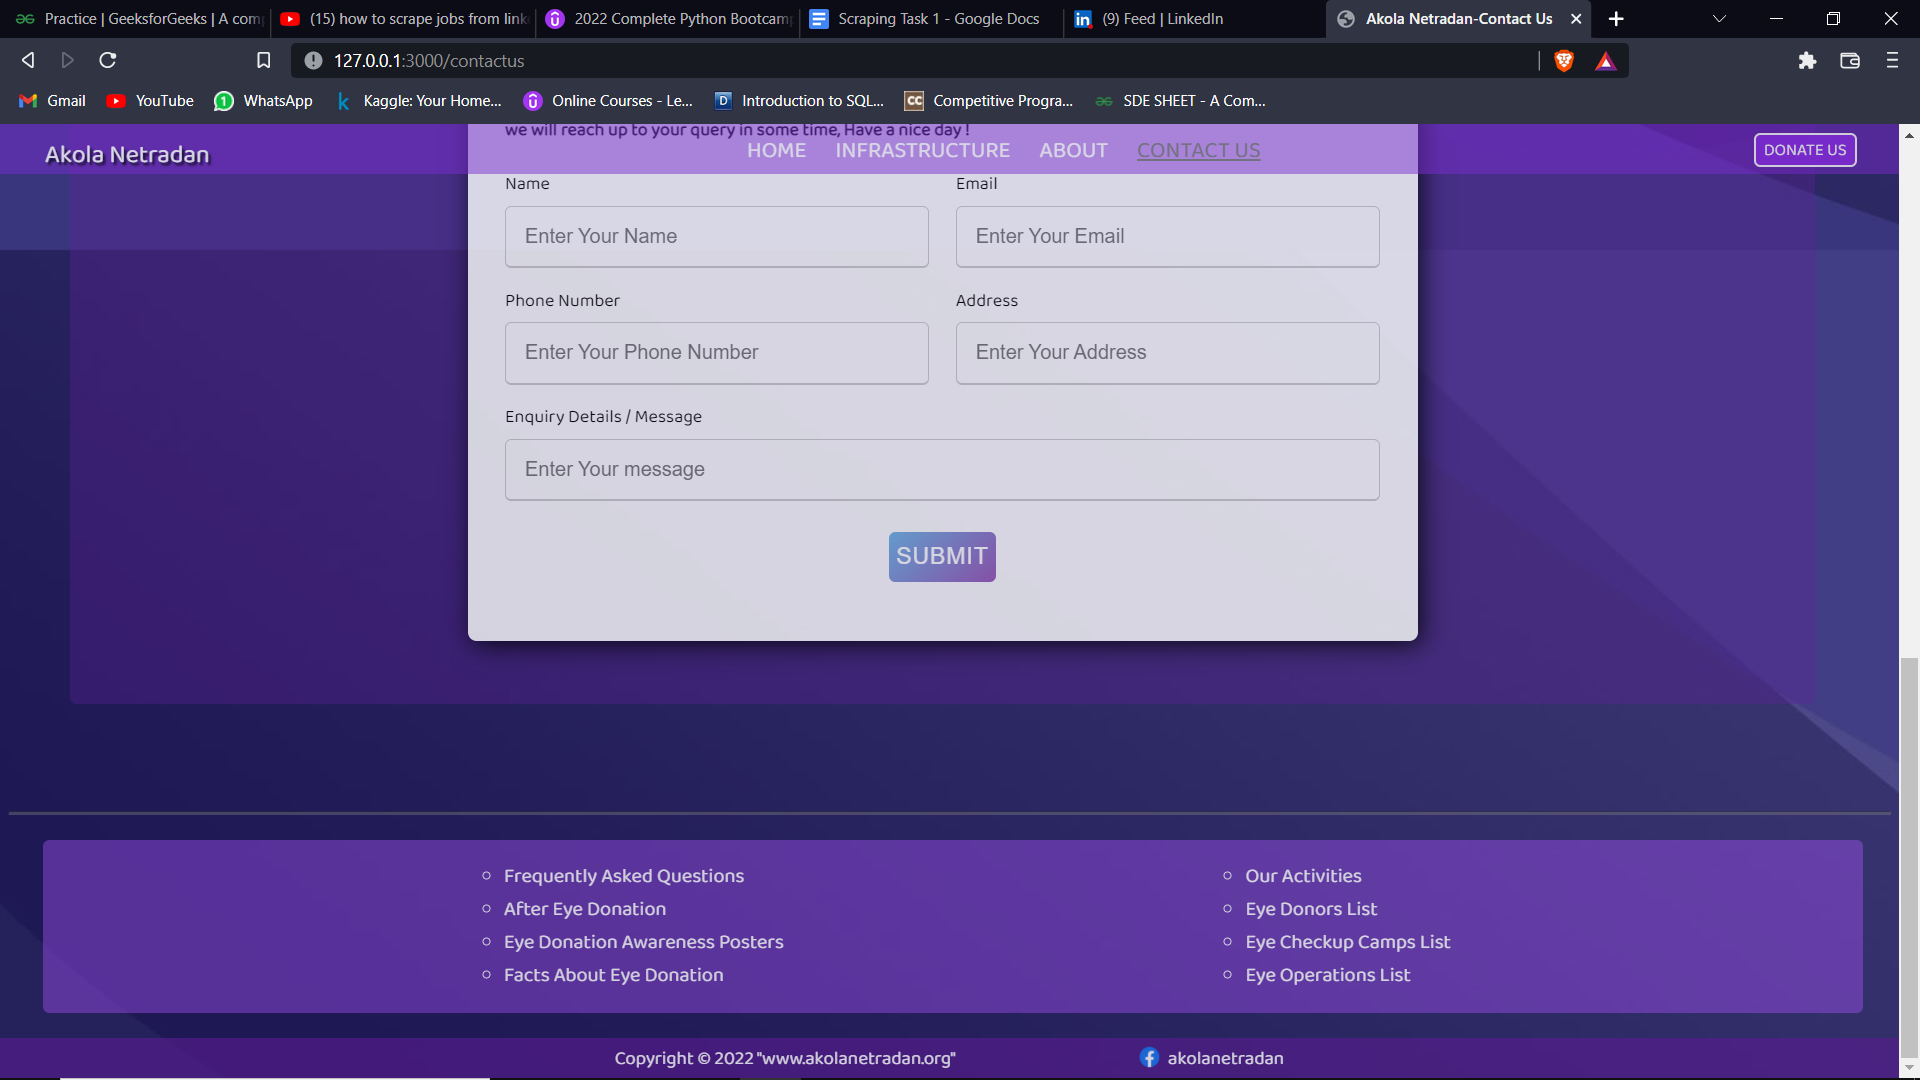 Practice | GeeksforGeeks | A com
(15) how to scrape jobs from link
2022 Complete Python Bootcam
Scraping Task 1 - Google Docs
(9) Feed | LinkedIn
Akola Netradan-Contact Us
127.0.0.1:3000/contactus
Gmail
YouTube
WhatsApp
Kaggle: Your Home...
Online Courses - Le...
Introduction to SQL...
Competitive Progra...
SDE SHEET - A Com...
we will reach up to your query in some time, Have a nice day !
Akola Netradan
HOME
INFRASTRUCTURE
ABOUT
CONTACT US
DONATE US
Name
Email
Enter Your Name
Enter Your Email
Phone Number
Address
Enter Your Phone Number
Enter Your Address
Enquiry Details / Message
Enter Your message
SUBMIT
Frequently Asked Questions
After Eye Donation
Eye Donation Awareness Posters
Facts About Eye Donation
Our Activities
Eye Donors List
Eye Checkup Camps List
Eye Operations List
Copyright © 2022 "www.akolanetradan.org"
akolanetradan